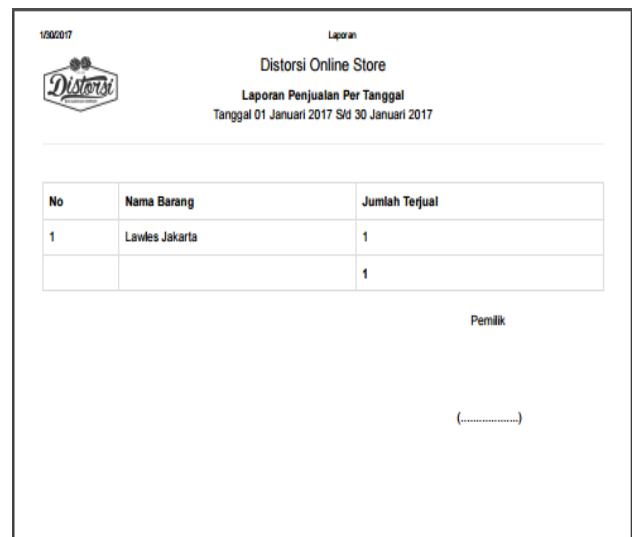 1/30/2017 Laporan
Distorsi
Distorsi Online Store
Laporan Penjualan Per Tanggal
Tanggal 01 Januari 2017 S/d 30 Januari 2017
No Nama Barang Jumlah Terjual
1 Lawles Jakarta 1
1
Pemilik
(...................)